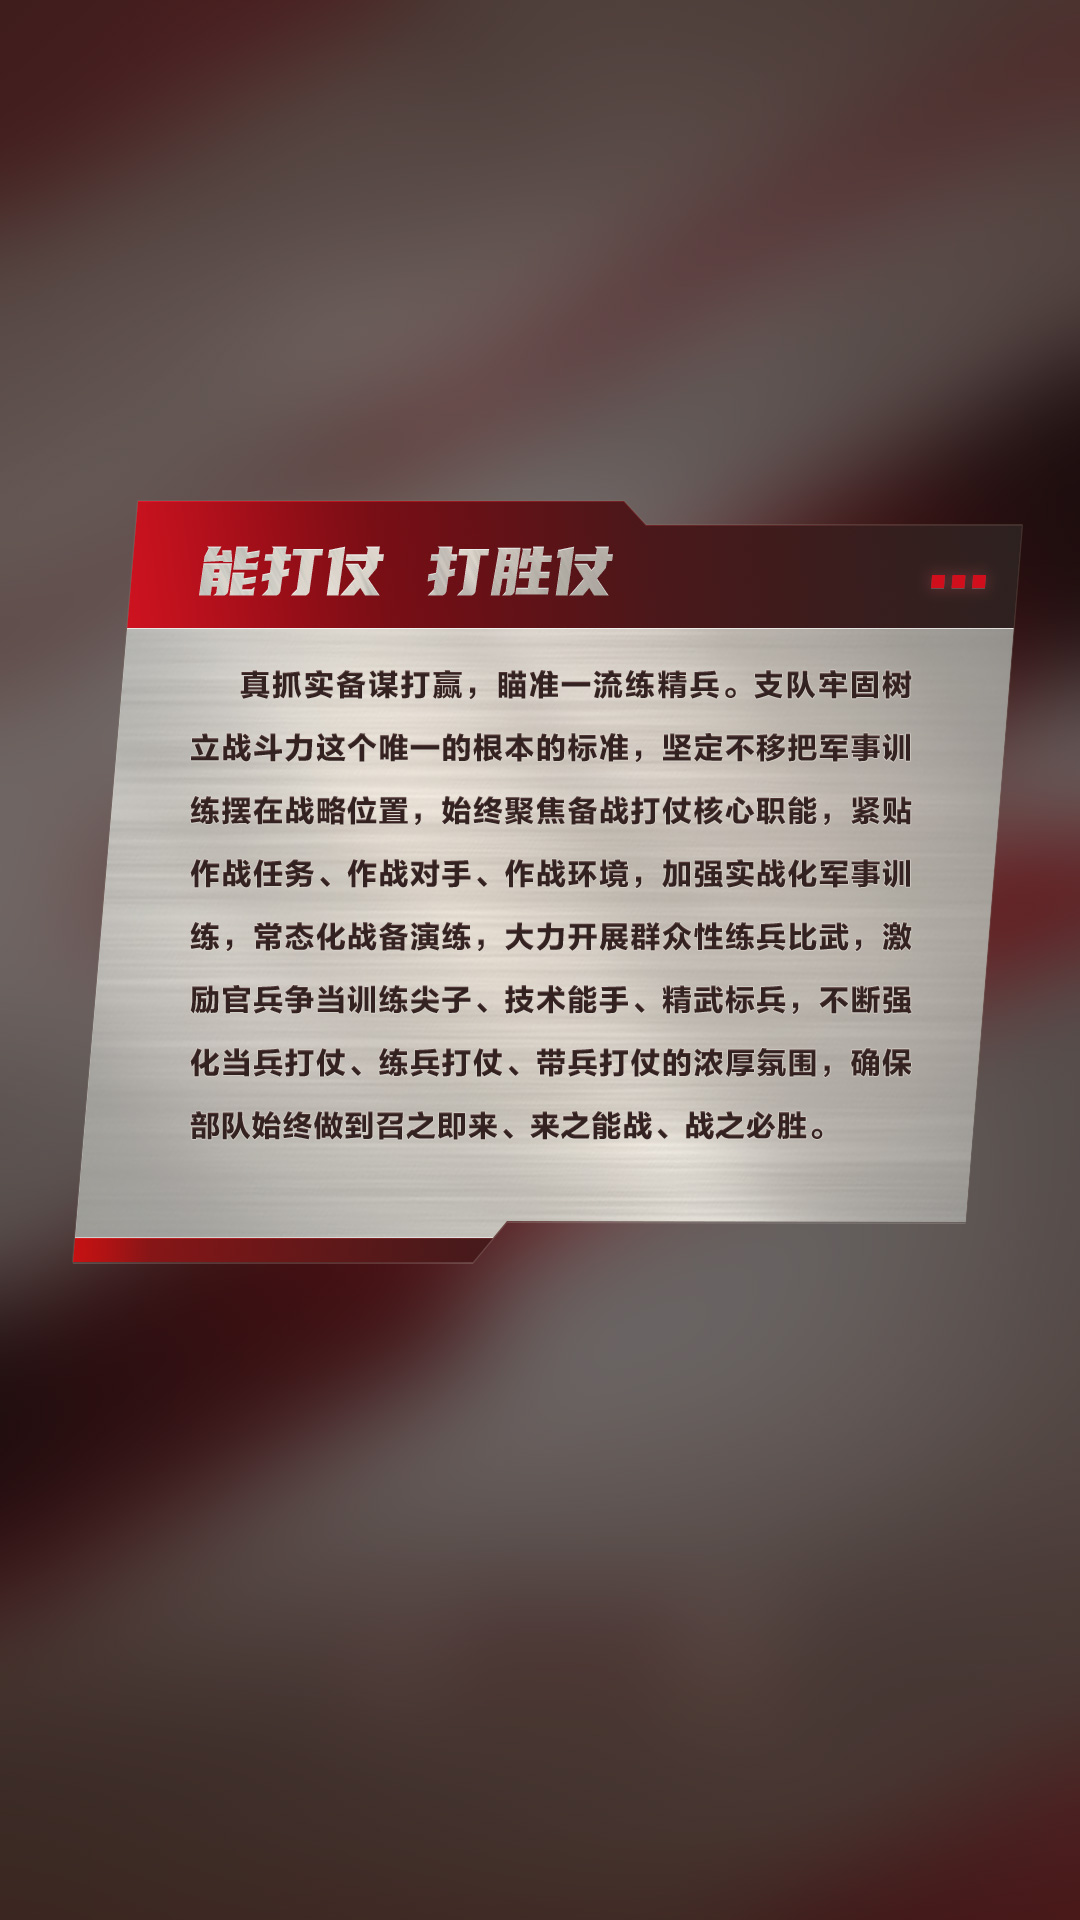 能打仗 打胜仗
真抓实备谋打赢，瞄准一流练精兵。支队牢固树
立战斗力这个唯一的根本的标准，坚定不移把军事训
练摆在战略位置，始终聚焦备战打仗核心职能，紧贴
作战任务、作战对手、作战环境，加强实战化军事训
练，常态化战备演练，大力开展群众性练兵比武，激
励官兵争当训练尖子、技术能手、精武标兵，不断强
化当兵打仗、练兵打仗、带兵打仗的浓厚氛围，确保
部队始终做到召之即来、来之能战、战之必胜。